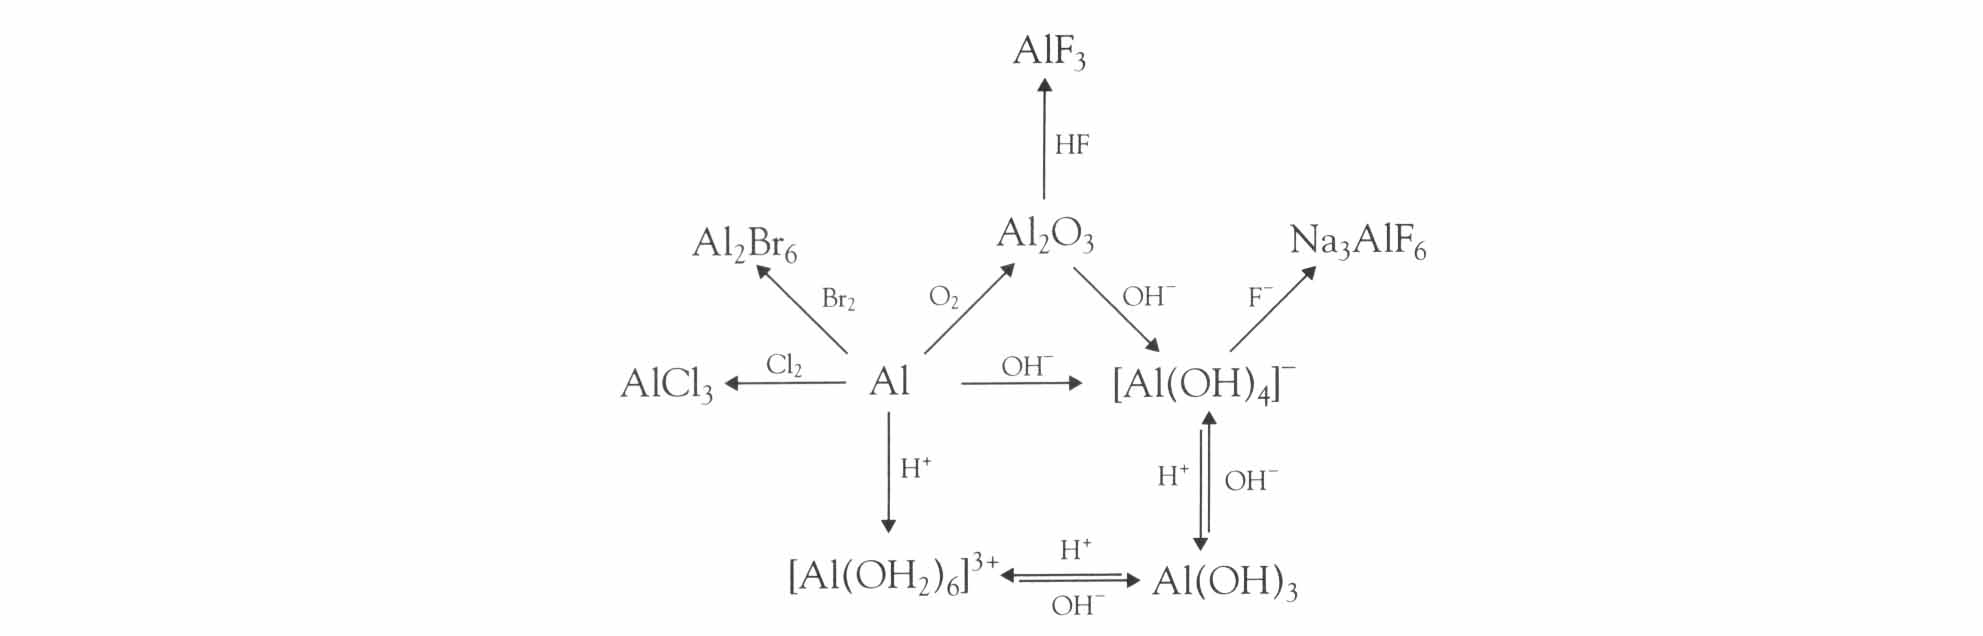 AlF₃
HF
Al₂Br₆
Al₂O₃
Na₃AlF₆
Br₂
O₂
OH⁻
F⁻
AlCl₃
Cl₂
Al
OH⁻
[Al(OH)₄]⁻
H⁺
H⁺
OH⁻
[Al(OH₂)₆]³⁺
H⁺
OH⁻
Al(OH)₃